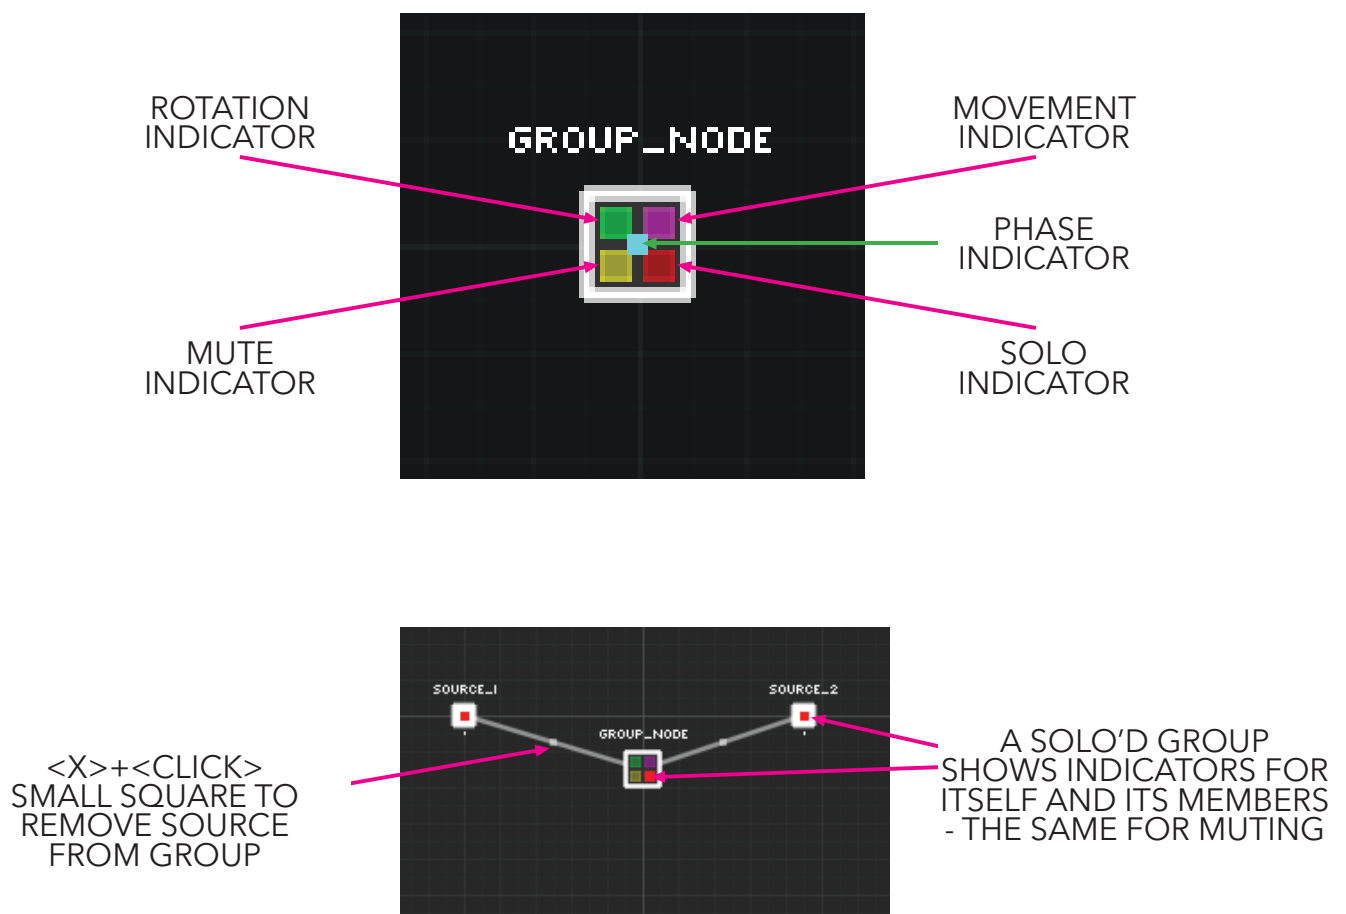 ROTATION
INDICATOR
MOVEMENT
INDICATOR
GROUP_NODE
PHASE
INDICATOR
MUTE
INDICATOR
SOLO
INDICATOR
SOURCE_1
SOURCE_2
GROUP_NODE
<X>+<CLICK>
SMALL SQUARE TO
REMOVE SOURCE
FROM GROUP
A SOLO’D GROUP
SHOWS INDICATORS FOR
ITSELF AND ITS MEMBERS
- THE SAME FOR MUTING